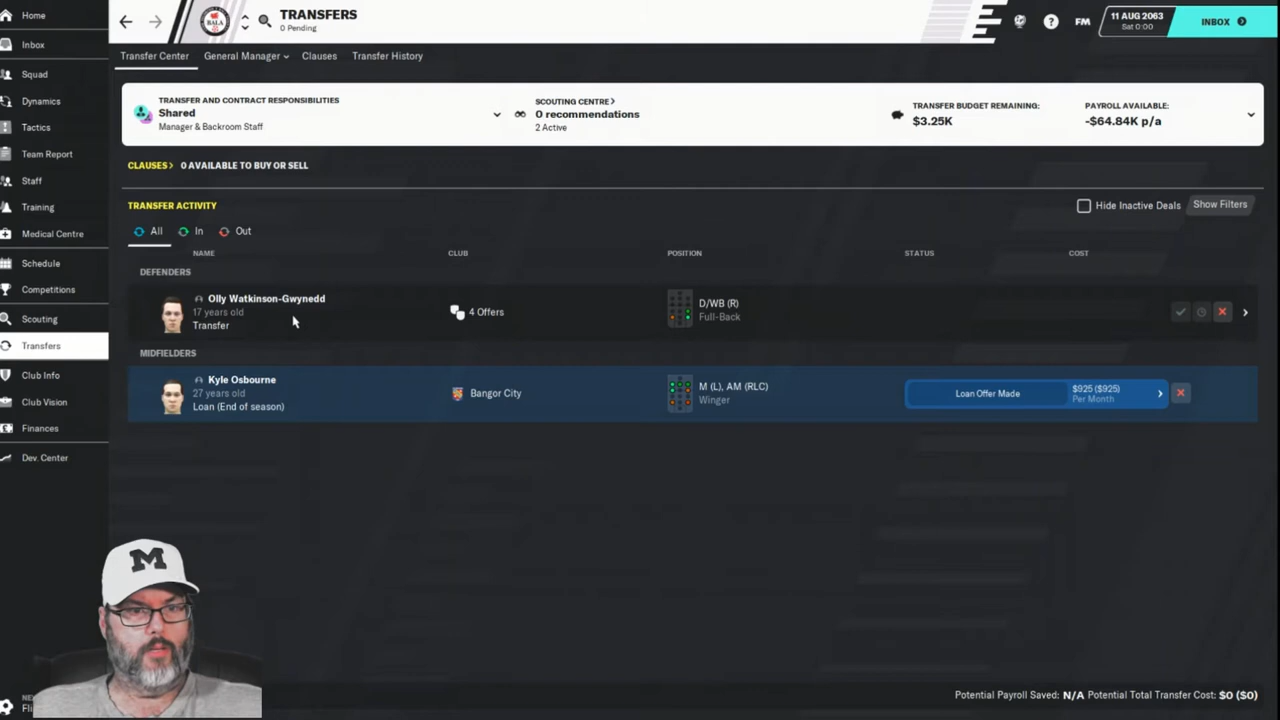 Home
Inbox
Squad
Dynamics
Tactics
Team Report
Staff
Training
Medical Centre
Schedule
Competitions
Scouting
Transfers
Club Info
Club Vision
Finances
Dev. Center
BALA
TRANSFERS
0 Pending
FM
11 AUG 2063
Sat 0:00
INBOX
Transfer Center
General Manager
Clauses
Transfer History
TRANSFER AND CONTRACT RESPONSIBILITIES
Shared
Manager & Backroom Staff
SCOUTING CENTRE >
0 recommendations
2 Active
TRANSFER BUDGET REMAINING:
$3.25K
PAYROLL AVAILABLE:
-$64.84K p/a
CLAUSES > 0 AVAILABLE TO BUY OR SELL
TRANSFER ACTIVITY
Hide Inactive Deals
Show Filters
All
In
Out
NAME CLUB POSITION STATUS COST
DEFENDERS
Olly Watkinson-Gwynedd
17 years old
Transfer
4 Offers
D/WB (R)
Full-Back
MIDFIELDERS
Kyle Osbourne
27 years old
Loan (End of season)
Bangor City
M (L), AM (RLC)
Winger
Loan Offer Made
$925 ($925)
Per Month
M
Potential Payroll Saved: N/A Potential Total Transfer Cost: $0 ($0)